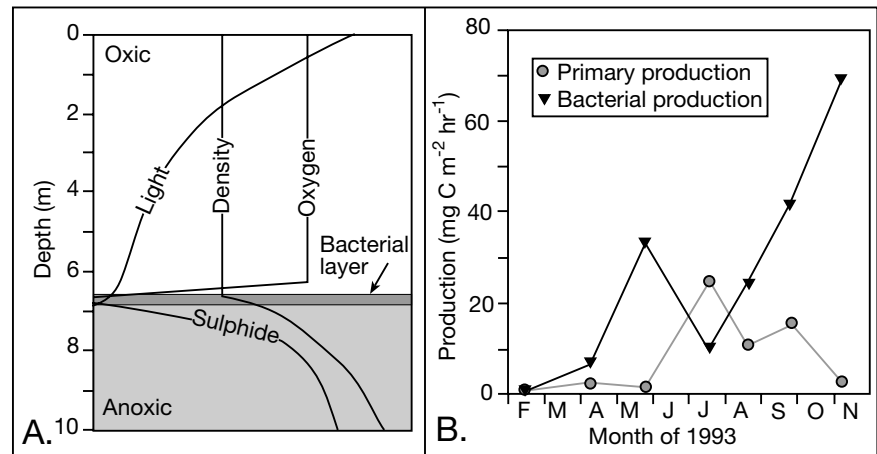 0
2
4
6
8
10
Depth (m)
Oxic
Light
Density
Oxygen
Bacterial
layer
Sulphide
Anoxic
A.
80
60
40
20
0
Production (mg C m⁻² hr⁻¹)
Primary production
Bacterial production
F M A M J J A S O N
Month of 1993
B.